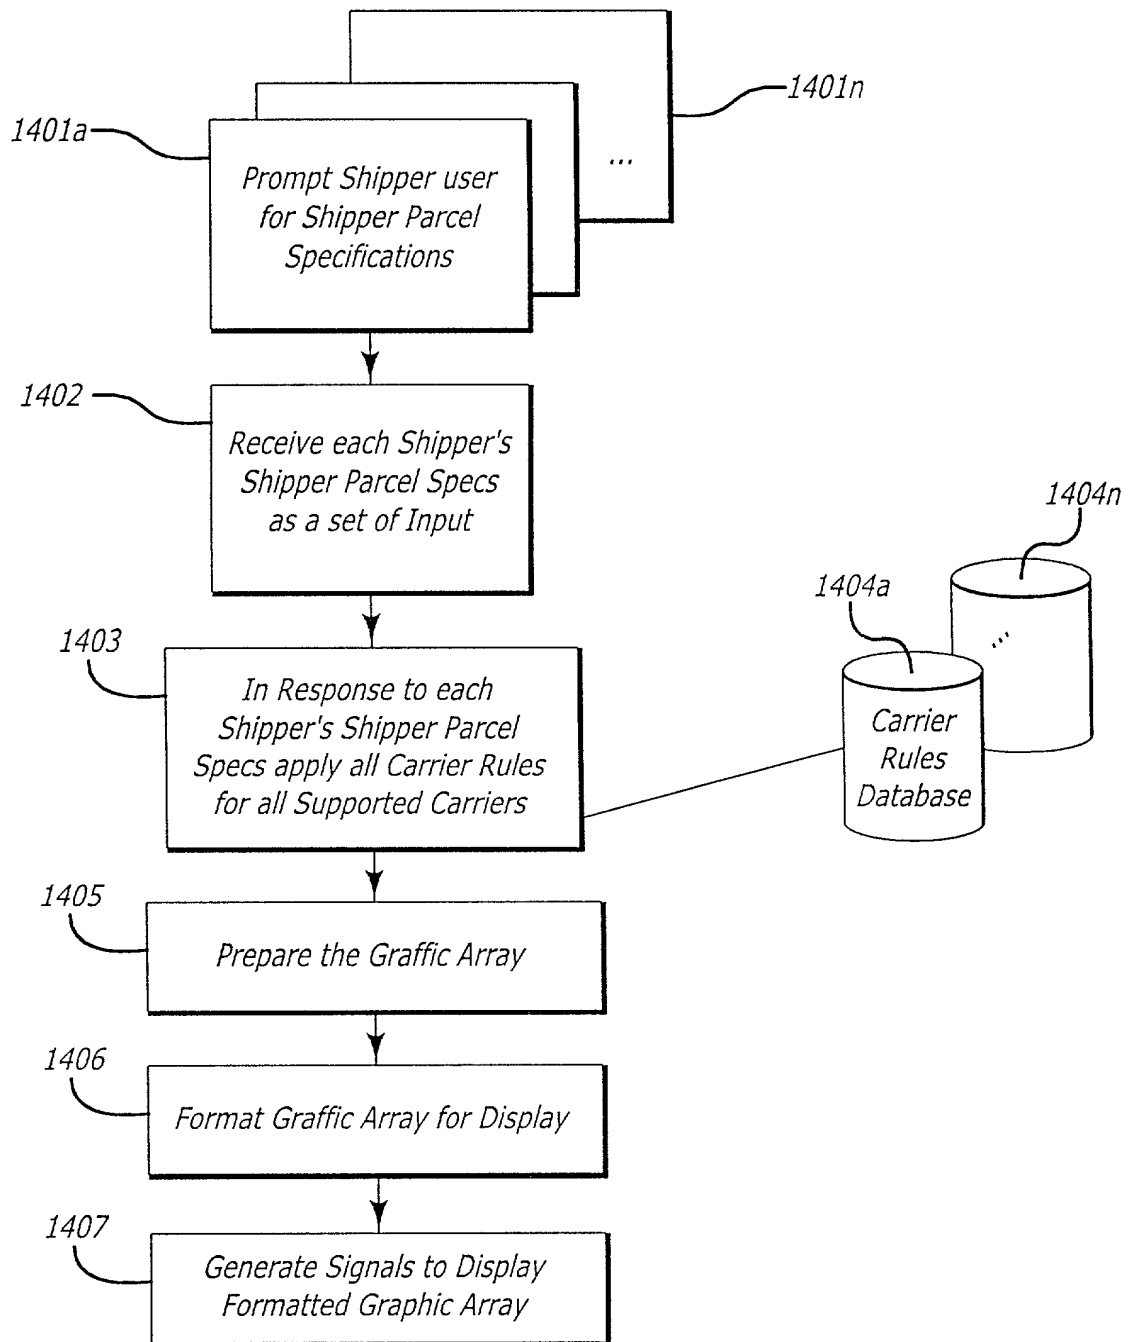 1401n
1401a
...
Prompt Shipper user
for Shipper Parcel
Specifications
1402
Receive each Shipper's
Shipper Parcel Specs
as a set of Input
1404n
1404a
...
1403
In Response to each
Shipper's Shipper Parcel
Specs apply all Carrier Rules
for all Supported Carriers
Carrier
Rules
Database
1405
Prepare the Graffic Array
1406
Format Graffic Array for Display
1407
Generate Signals to Display
Formatted Graphic Array